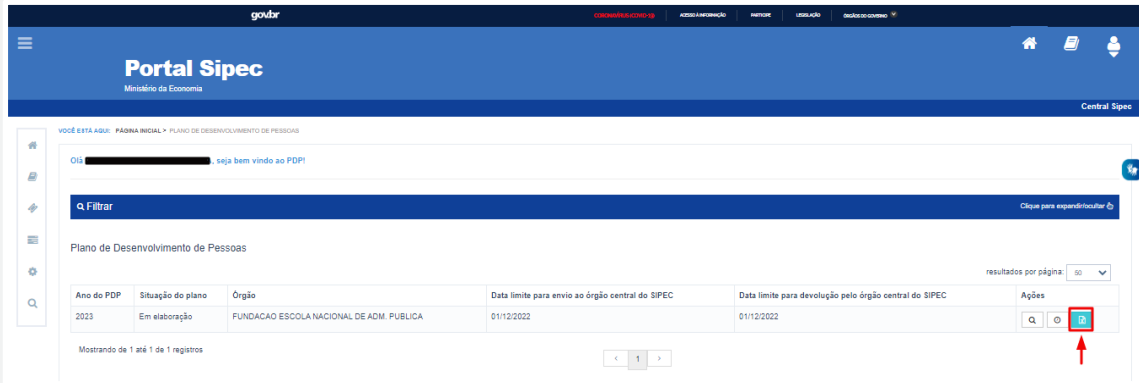 gov.br
CORONAVÍRUS (COVID-19)
ACESSO À INFORMAÇÃO
PARTICIPE
LEGISLAÇÃO
ÓRGÃOS DO GOVERNO
Portal Sipec
Ministério da Economia
Central Sipec
VOCÊ ESTÁ AQUI: PÁGINA INICIAL > PLANO DE DESENVOLVIMENTO DE PESSOAS
Olá , seja bem vindo ao PDP!
Filtrar
Clique para expandir/ocultar
Plano de Desenvolvimento de Pessoas
resultados por página: 50
Ano do PDP Situação do plano Órgão Data limite para envio ao órgão central do SIPEC Data limite para devolução pelo órgão central do SIPEC Ações
2023 Em elaboração FUNDACAO ESCOLA NACIONAL DE ADM. PUBLICA 01/12/2022 01/12/2022
Mostrando de 1 até 1 de 1 registros
< 1 >